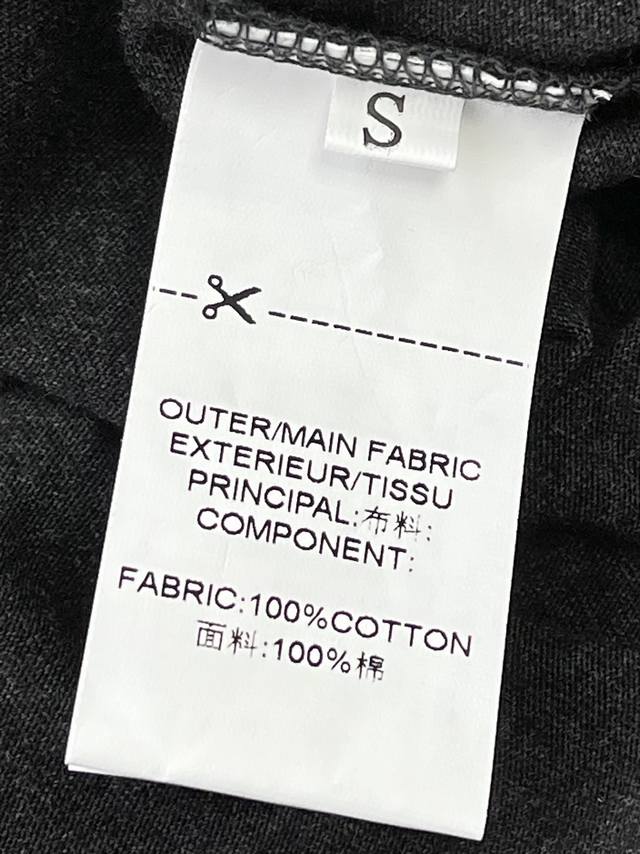 S
OUTER/MAIN FABRIC
EXTERIEUR/TISSU
PRINCIPAL:布料:
COMPONENT:
FABRIC:100%COTTON
面料:100%棉